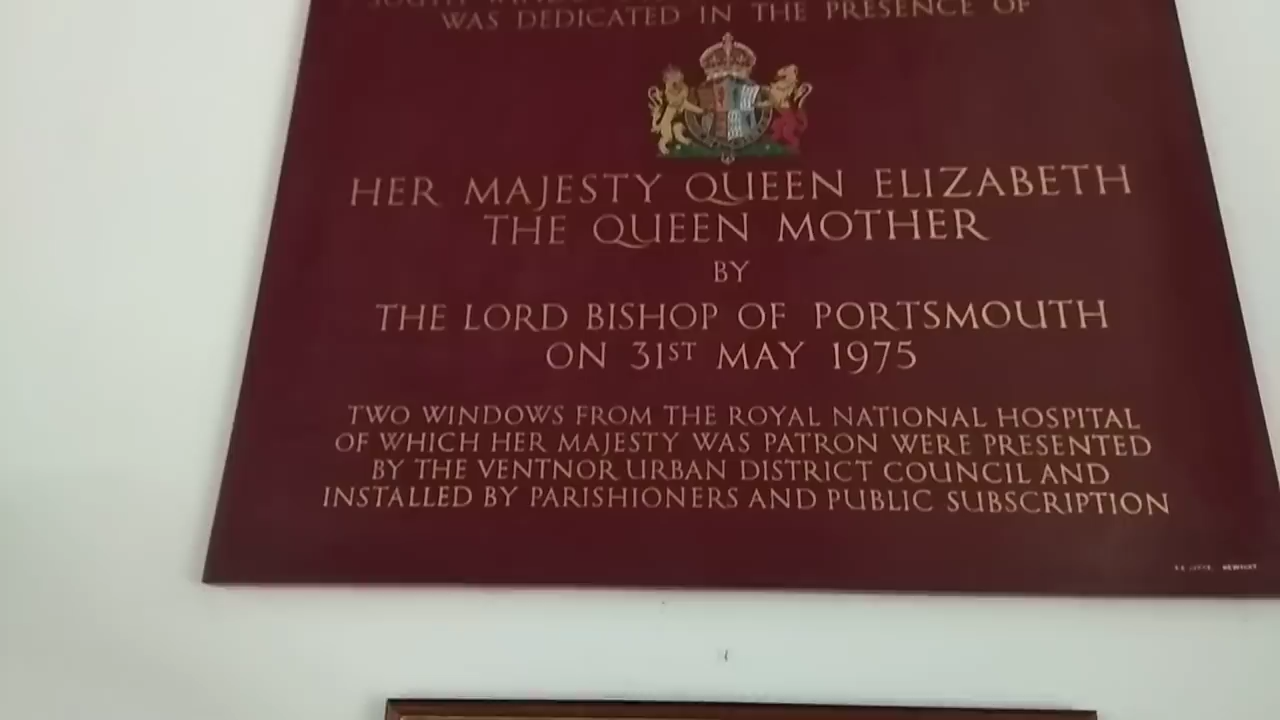 WAS DEDICATED IN THE PRESENCE OF
HER MAJESTY QUEEN ELIZABETH
THE QUEEN MOTHER
BY
THE LORD BISHOP OF PORTSMOUTH
ON 31ST MAY 1975
TWO WINDOWS FROM THE ROYAL NATIONAL HOSPITAL
OF WHICH HER MAJESTY WAS PATRON WERE PRESENTED
BY THE VENTNOR URBAN DISTRICT COUNCIL AND
INSTALLED BY PARISHIONERS AND PUBLIC SUBSCRIPTION